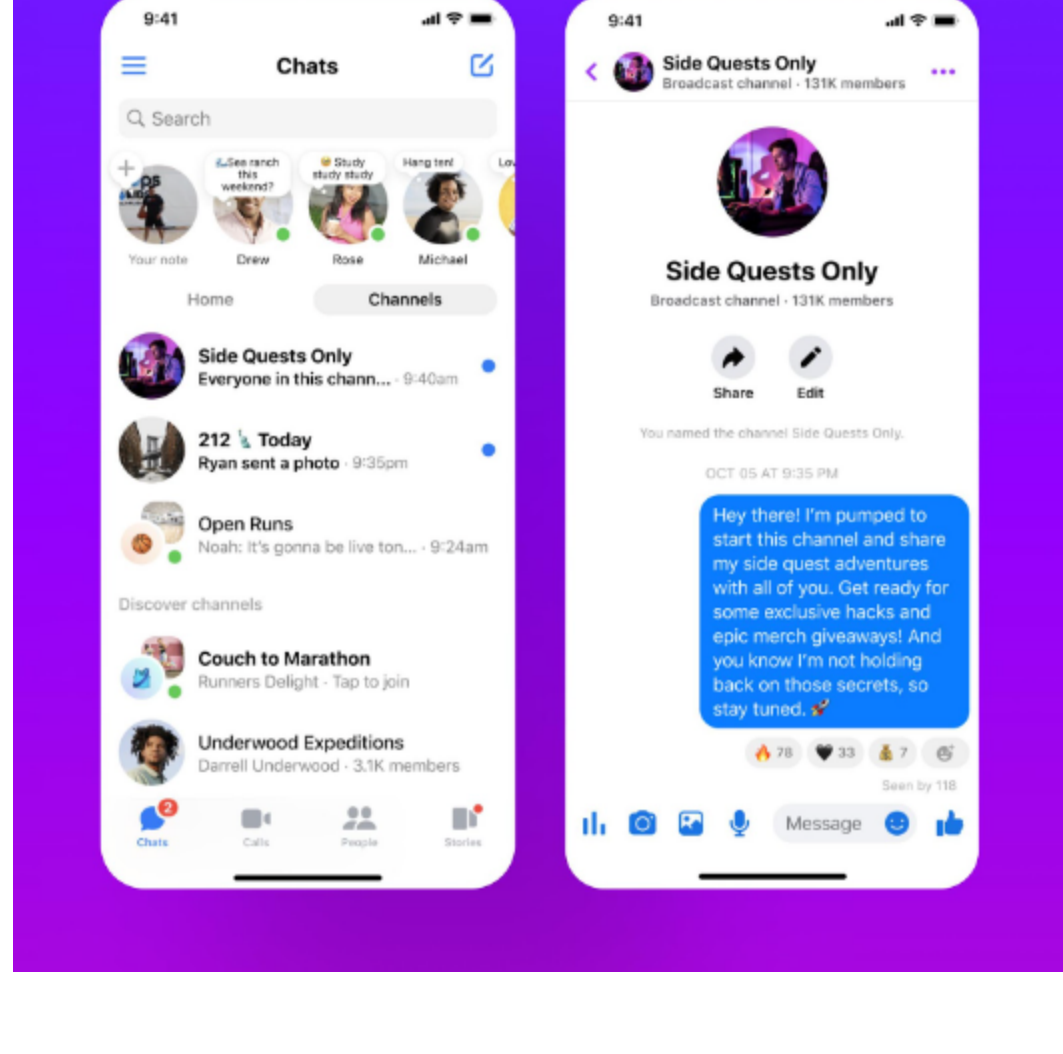 9:41
Chats
Search
See ranch
this
weekend?
Study
study study
Hang ten!
Your note
Drew
Rose
Michael
Home
Channels
Side Quests Only
Everyone in this chann... · 9:40am
212 🗽 Today
Ryan sent a photo · 9:35pm
Open Runs
Noah: It's gonna be live ton... · 9:24am
Discover channels
Couch to Marathon
Runners Delight · Tap to join
Underwood Expeditions
Darrell Underwood · 3.1K members
2
Chats
Calls
People
Stories
9:41
Side Quests Only
Broadcast channel · 131K members
Side Quests Only
Broadcast channel · 131K members
Share
Edit
You named the channel Side Quests Only.
OCT 05 AT 9:35 PM
Hey there! I'm pumped to
start this channel and share
my side quest adventures
with all of you. Get ready for
some exclusive hacks and
epic merch giveaways! And
you know I'm not holding
back on those secrets, so
stay tuned. 🚀
🔥 78
🖤 33
💰 7
Seen by 118
Message